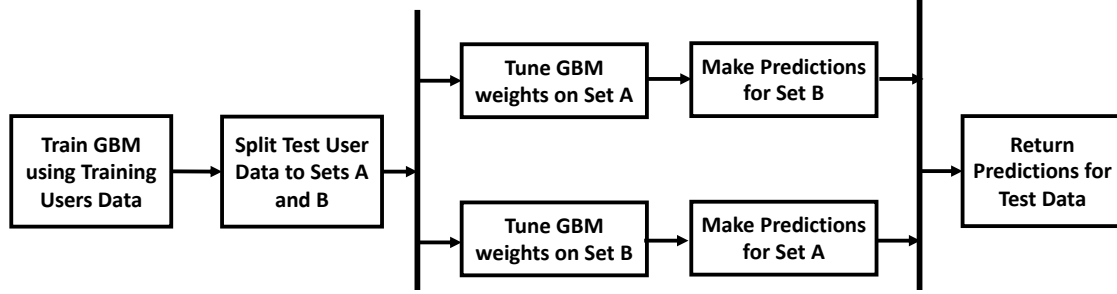 Train GBM
using Training
Users Data
Split Test User
Data to Sets A
and B
Tune GBM
weights on Set A
Make Predictions
for Set B
Tune GBM
weights on Set B
Make Predictions
for Set A
Return
Predictions for
Test Data